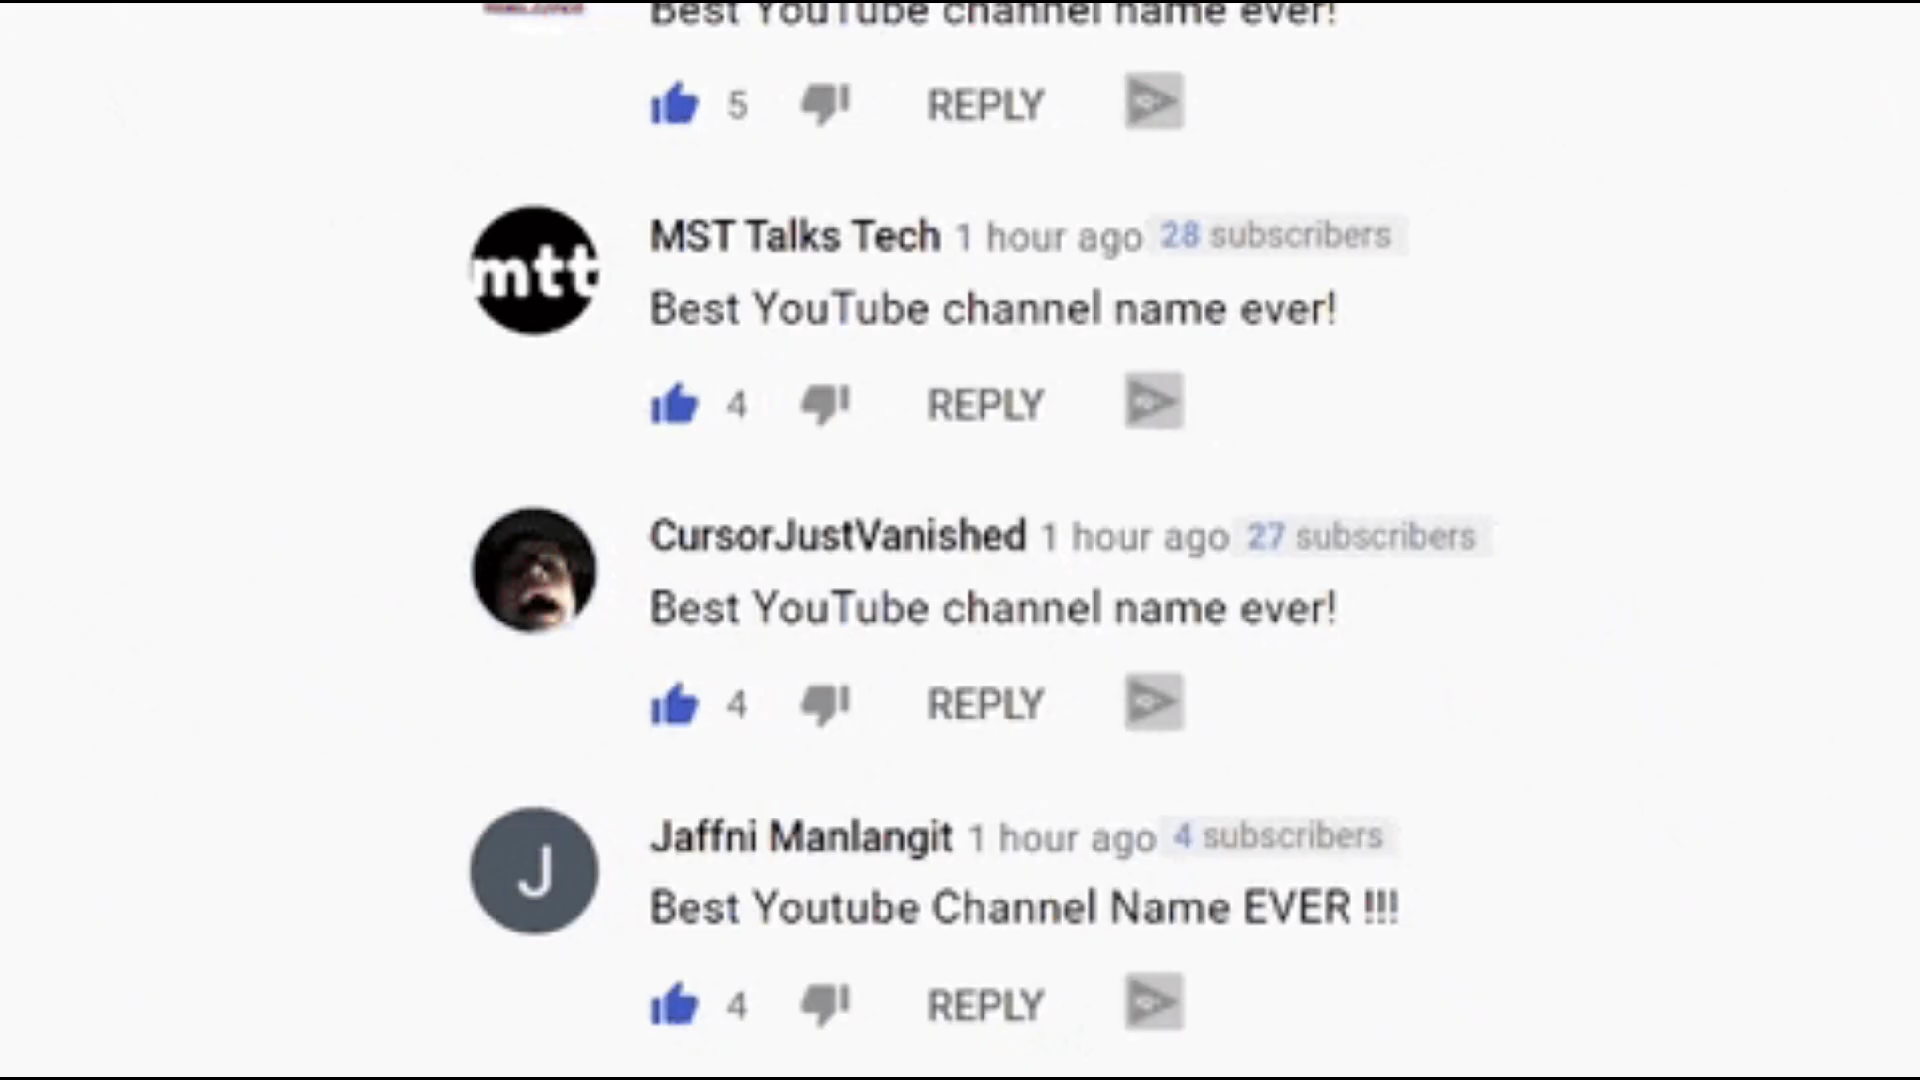 Best YouTube channel name ever!
5 REPLY
MST Talks Tech 1 hour ago 28 subscribers
mtt
Best YouTube channel name ever!
4 REPLY
CursorJustVanished 1 hour ago 27 subscribers
Best YouTube channel name ever!
4 REPLY
Jaffni Manlangit 1 hour ago 4 subscribers
J
Best Youtube Channel Name EVER !!!
4 REPLY